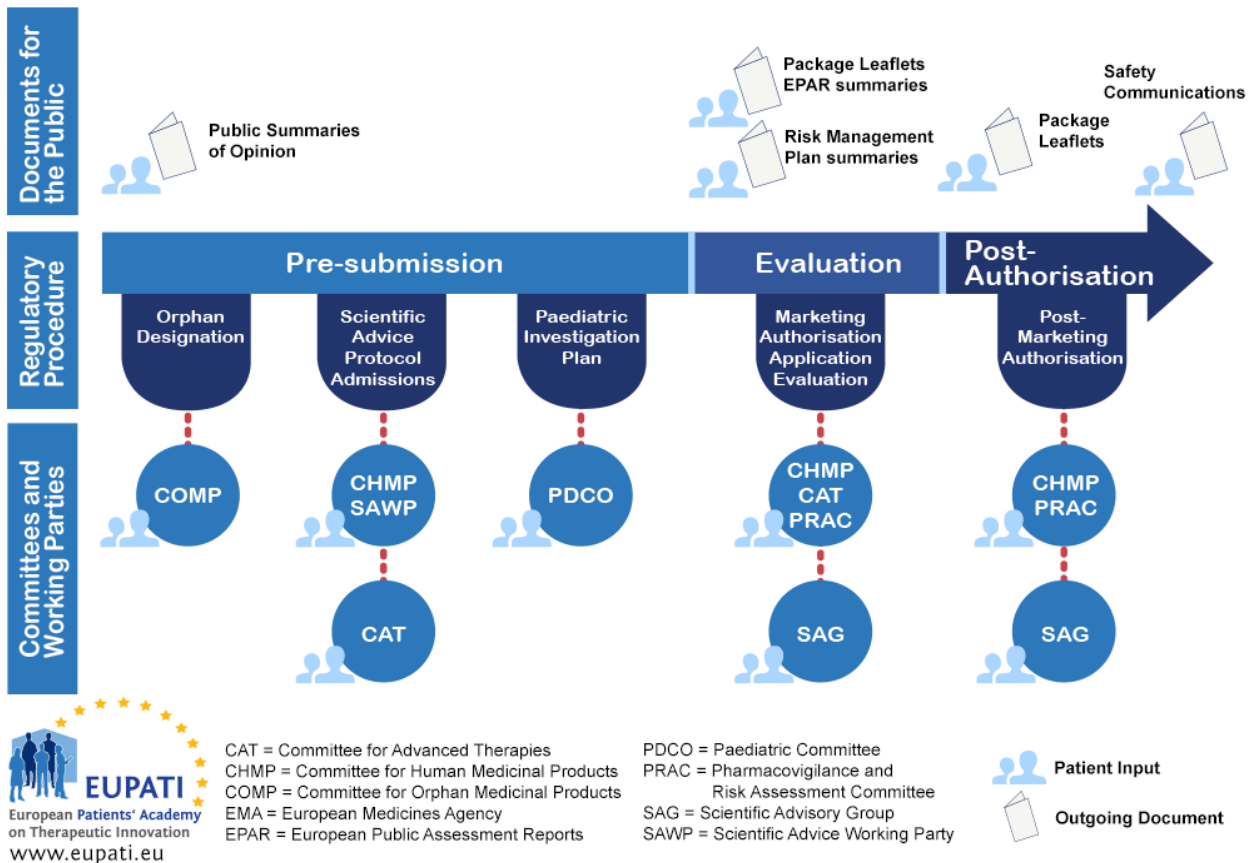 Documents for
the Public
Public Summaries
of Opinion
Package Leaflets
EPAR summaries
Risk Management
Plan summaries
Package
Leaflets
Safety
Communications
Regulatory
Procedure
Pre-submission
Evaluation
Post-
Authorisation
Orphan
Designation
Scientific
Advice
Protocol
Admissions
Paediatric
Investigation
Plan
Marketing
Authorisation
Application
Evaluation
Post-
Marketing
Authorisation
Committees and
Working Parties
COMP
CHMP
SAWP
PDCO
CHMP
CAT
PRAC
CHMP
PRAC
CAT
SAG
SAG
EUPATI
European Patients' Academy
on Therapeutic Innovation
www.eupati.eu
CAT = Committee for Advanced Therapies
CHMP = Committee for Human Medicinal Products
COMP = Committee for Orphan Medicinal Products
EMA = European Medicines Agency
EPAR = European Public Assessment Reports
PDCO = Paediatric Committee
PRAC = Pharmacovigilance and
Risk Assessment Committee
SAG = Scientific Advisory Group
SAWP = Scientific Advice Working Party
Patient Input
Outgoing Document